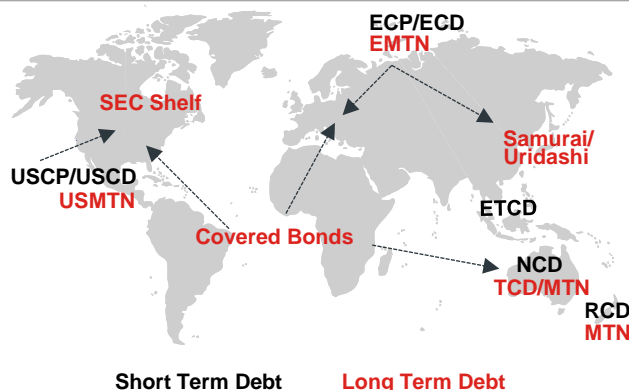 ECP/ECD
EMTN
SEC Shelf
Samurai/
Uridashi
USCP/USCD
USMTN
ETCD
Covered Bonds
NCD
TCD/MTN
RCD
MTN
Short Term Debt Long Term Debt